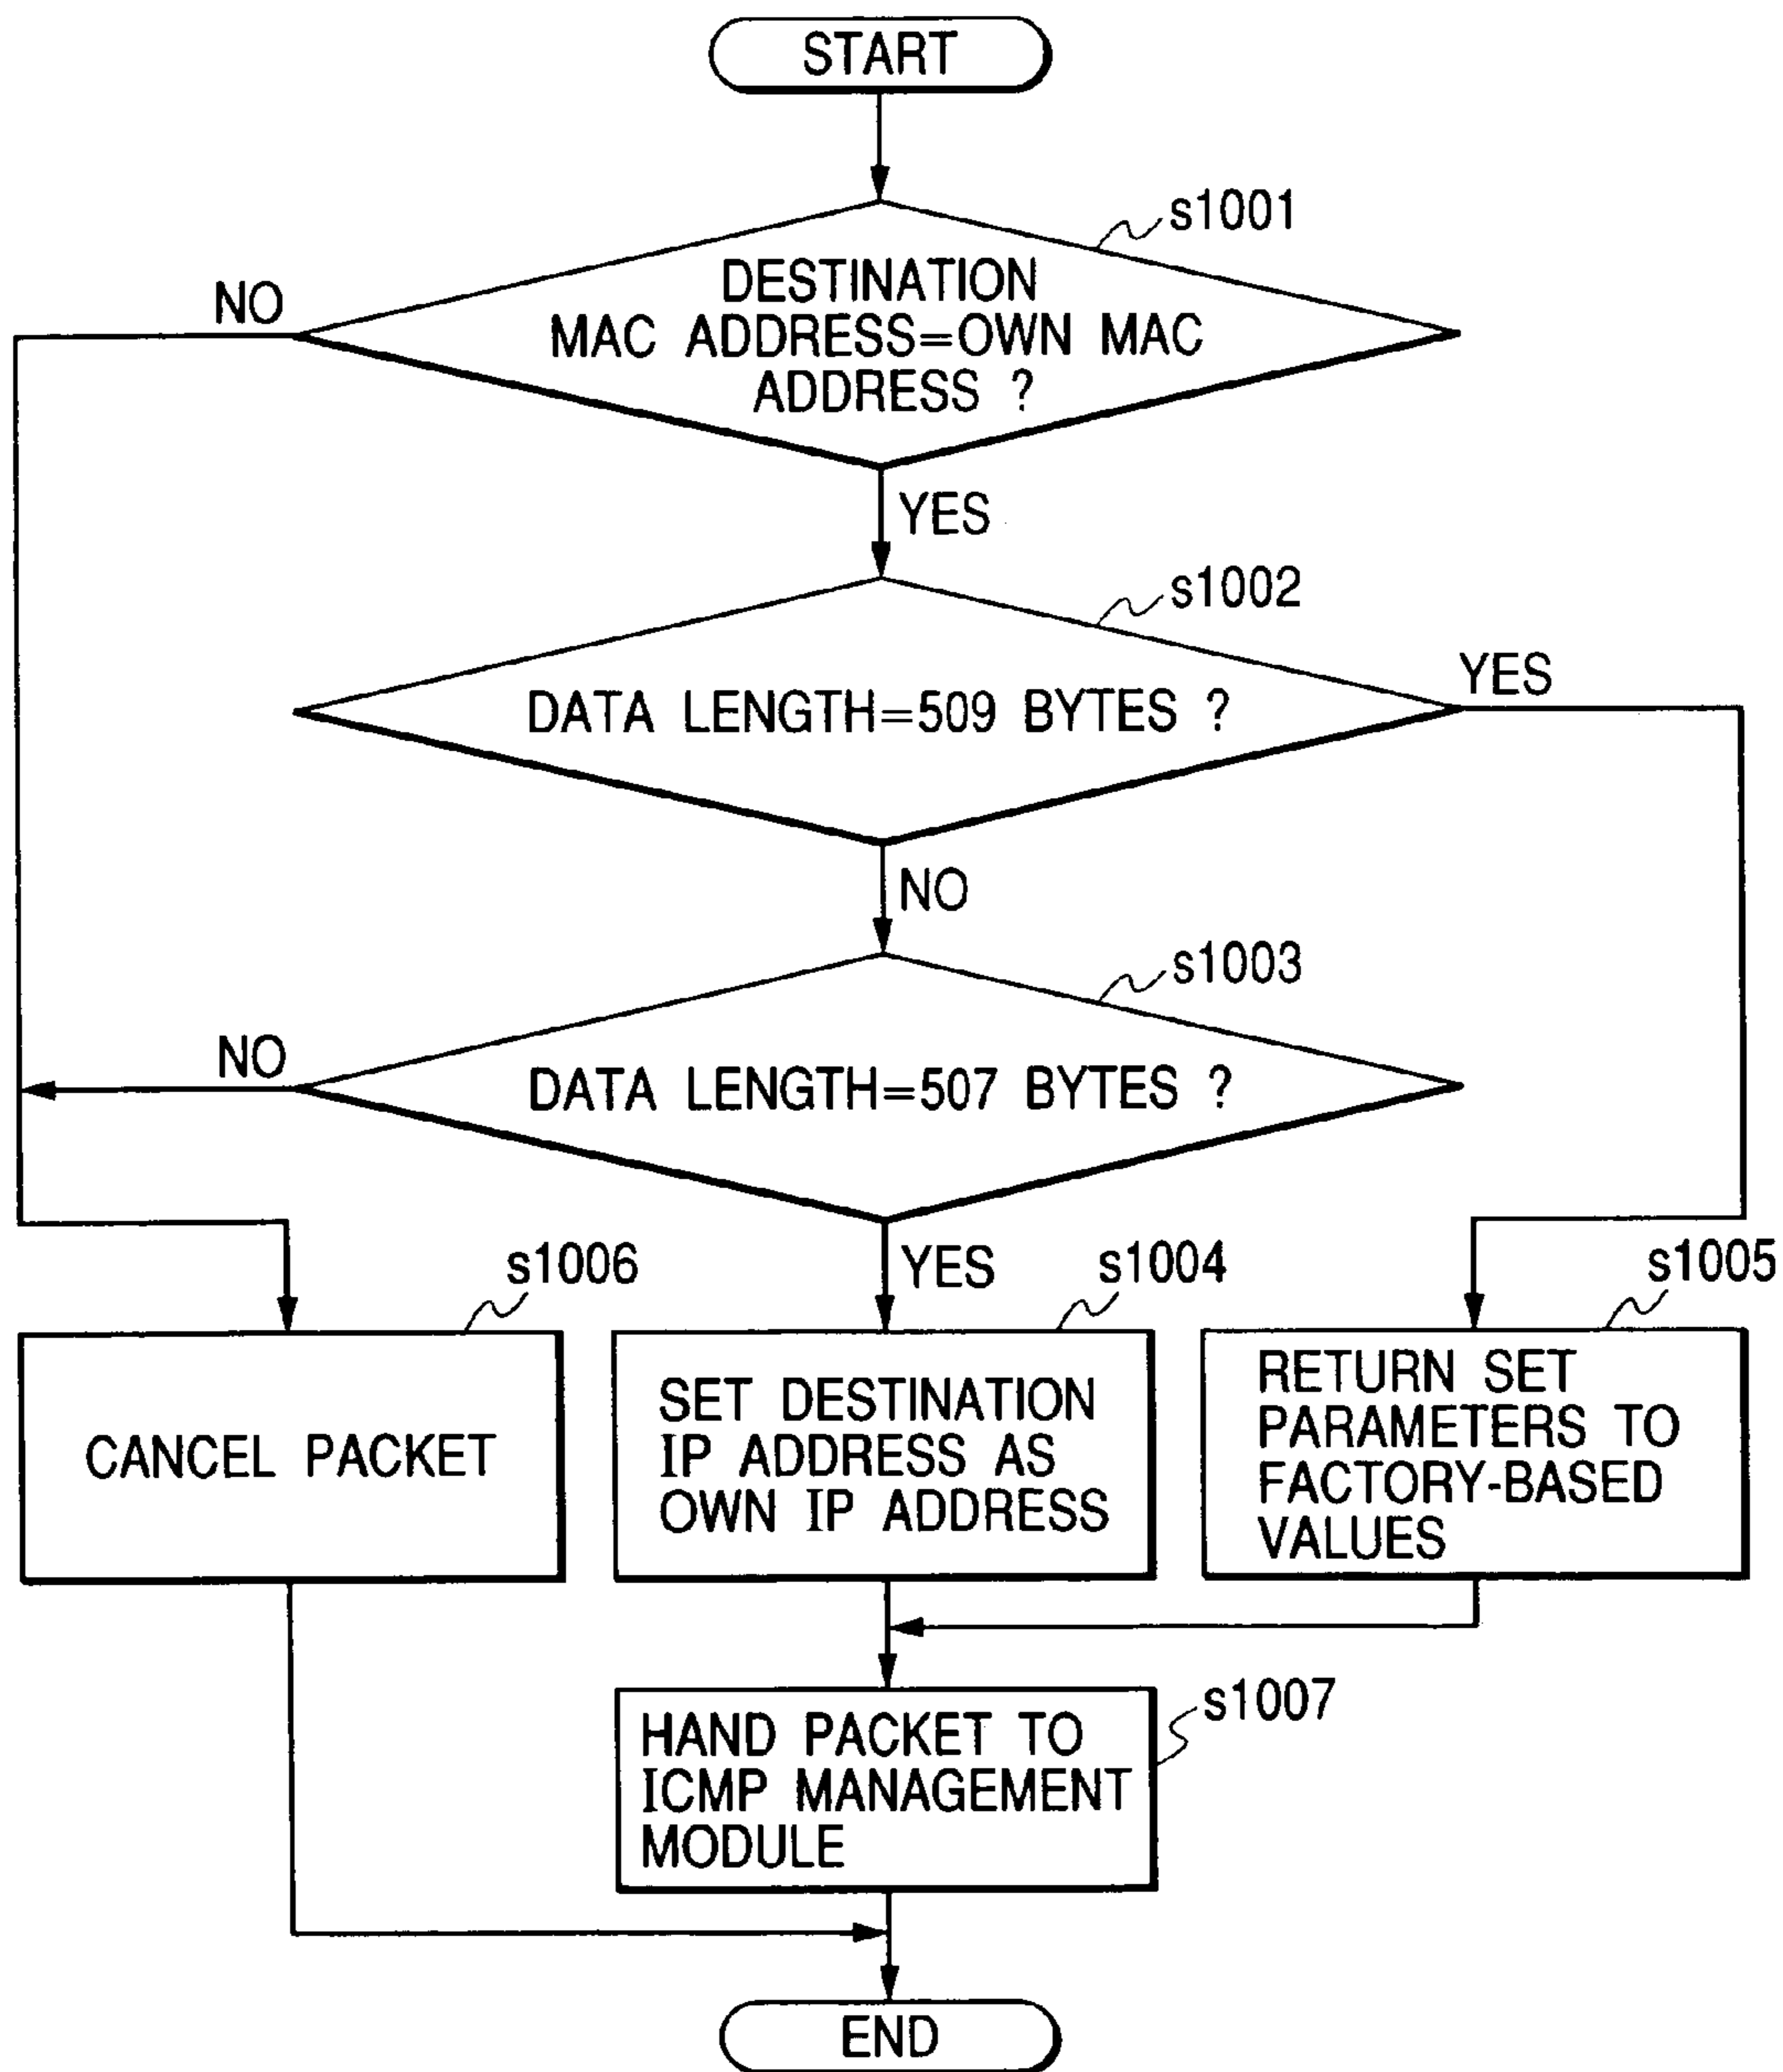 START
s1001
DESTINATION
MAC ADDRESS=OWN MAC
ADDRESS ?
NO
YES
s1002
DATA LENGTH=509 BYTES ?
YES
NO
s1003
DATA LENGTH=507 BYTES ?
NO
YES
s1006
CANCEL PACKET
s1004
SET DESTINATION
IP ADDRESS AS
OWN IP ADDRESS
s1005
RETURN SET
PARAMETERS TO
FACTORY-BASED
VALUES
s1007
HAND PACKET TO
ICMP MANAGEMENT
MODULE
END